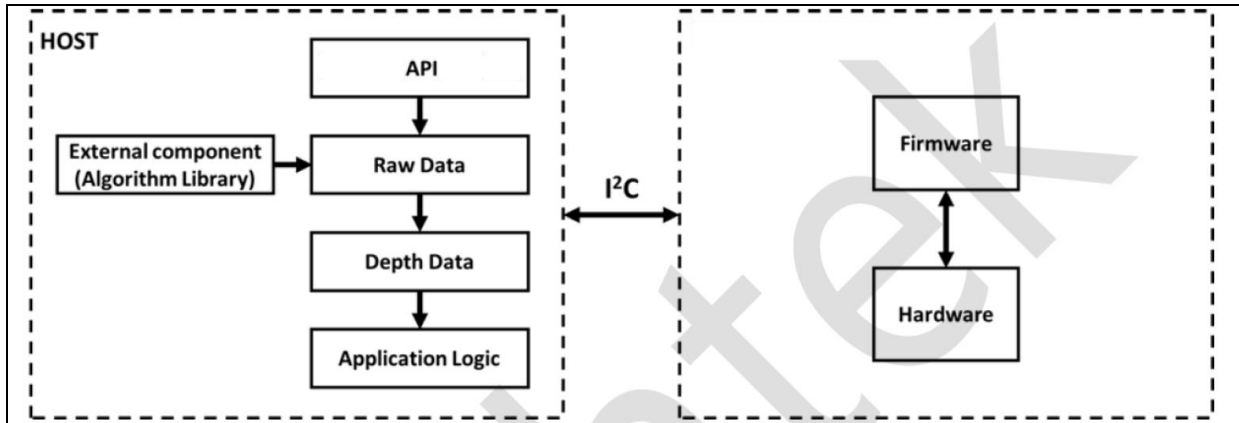 HOST
API
External component
(Algorithm Library)
Raw Data
Depth Data
Application Logic
I²C
Firmware
Hardware